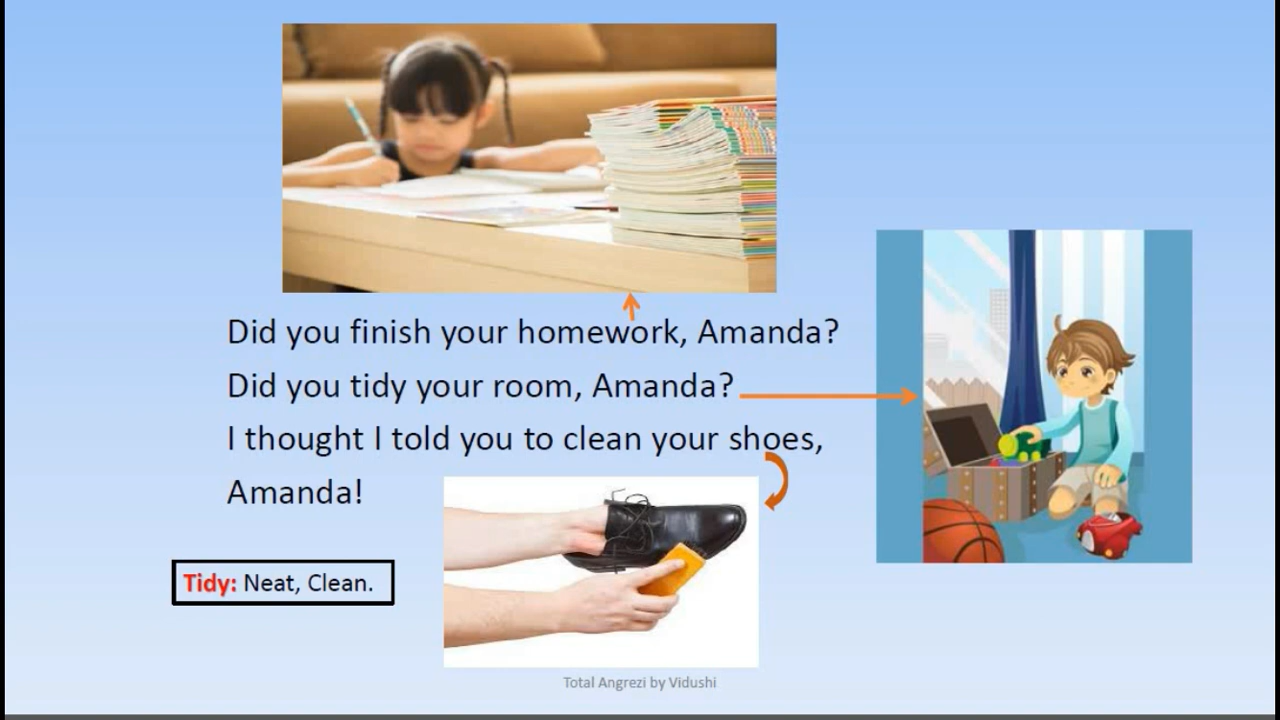 Did you finish your homework, Amanda?
Did you tidy your room, Amanda?
I thought I told you to clean your shoes,
Amanda!
Tidy: Neat, Clean.
Total Angrezi by Vidushi